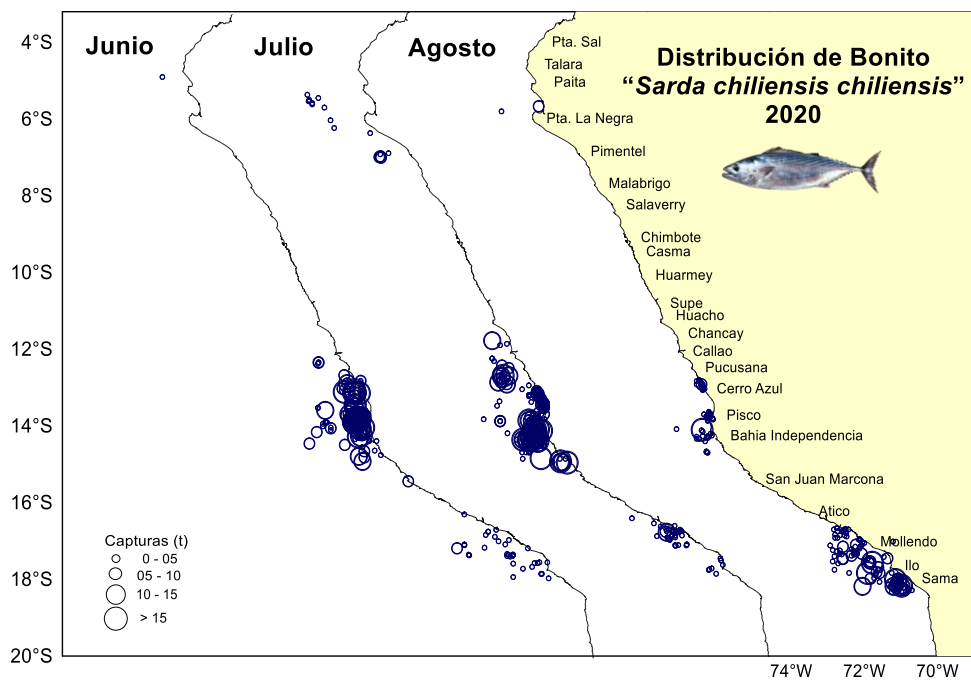 Junio
Julio
Agosto
Distribución de Bonito
“Sarda chiliensis chiliensis”
2020
4°S
6°S
8°S
10°S
12°S
14°S
16°S
18°S
20°S
Pta. Sal
Talara
Paita
Pta. La Negra
Pimentel
Malabrigo
Salaverry
Chimbote
Casma
Huarmey
Supe
Huacho
Chancay
Callao
Pucusana
Cerro Azul
Pisco
Bahia Independencia
San Juan Marcona
Atico
Mollendo
Ilo
Sama
Capturas (t)
0 - 05
05 - 10
10 - 15
> 15
74°W
72°W
70°W